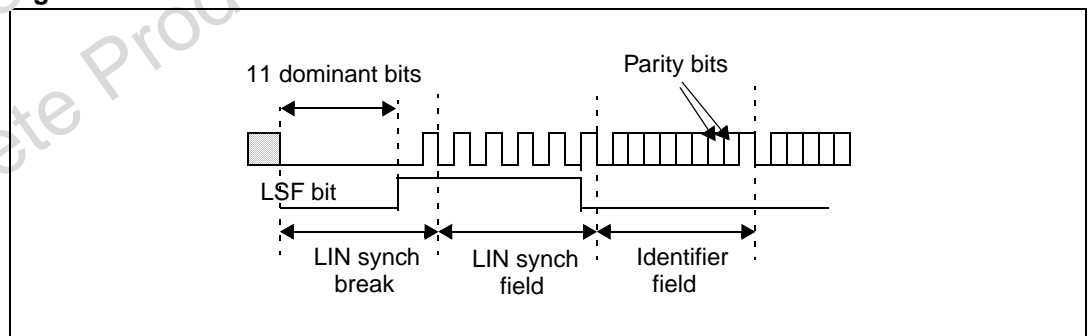 11 dominant bits
Parity bits
LSF bit
LIN synch
break
LIN synch
field
Identifier
field